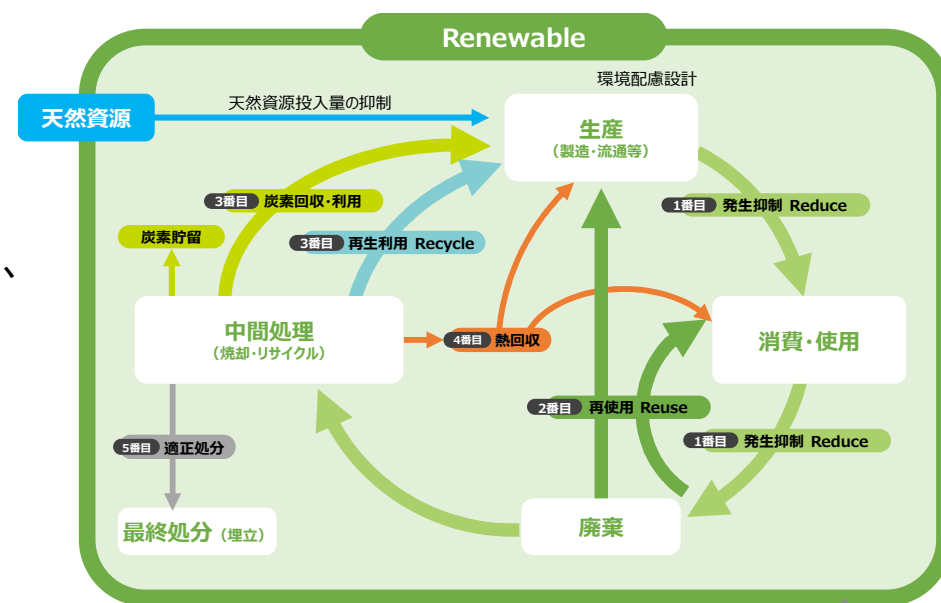 Renewable
環境配慮設計
天然資源
天然資源投入量の抑制
生産
(製造・流通等)
3番目 炭素回収・利用
1番目 発生抑制 Reduce
炭素貯留
3番目 再生利用 Recycle
、
中間処理
(焼却・リサイクル)
4番目 熱回収
消費・使用
2番目 再使用 Reuse
5番目 適正処分
1番目 発生抑制 Reduce
最終処分 (埋立)
廃棄